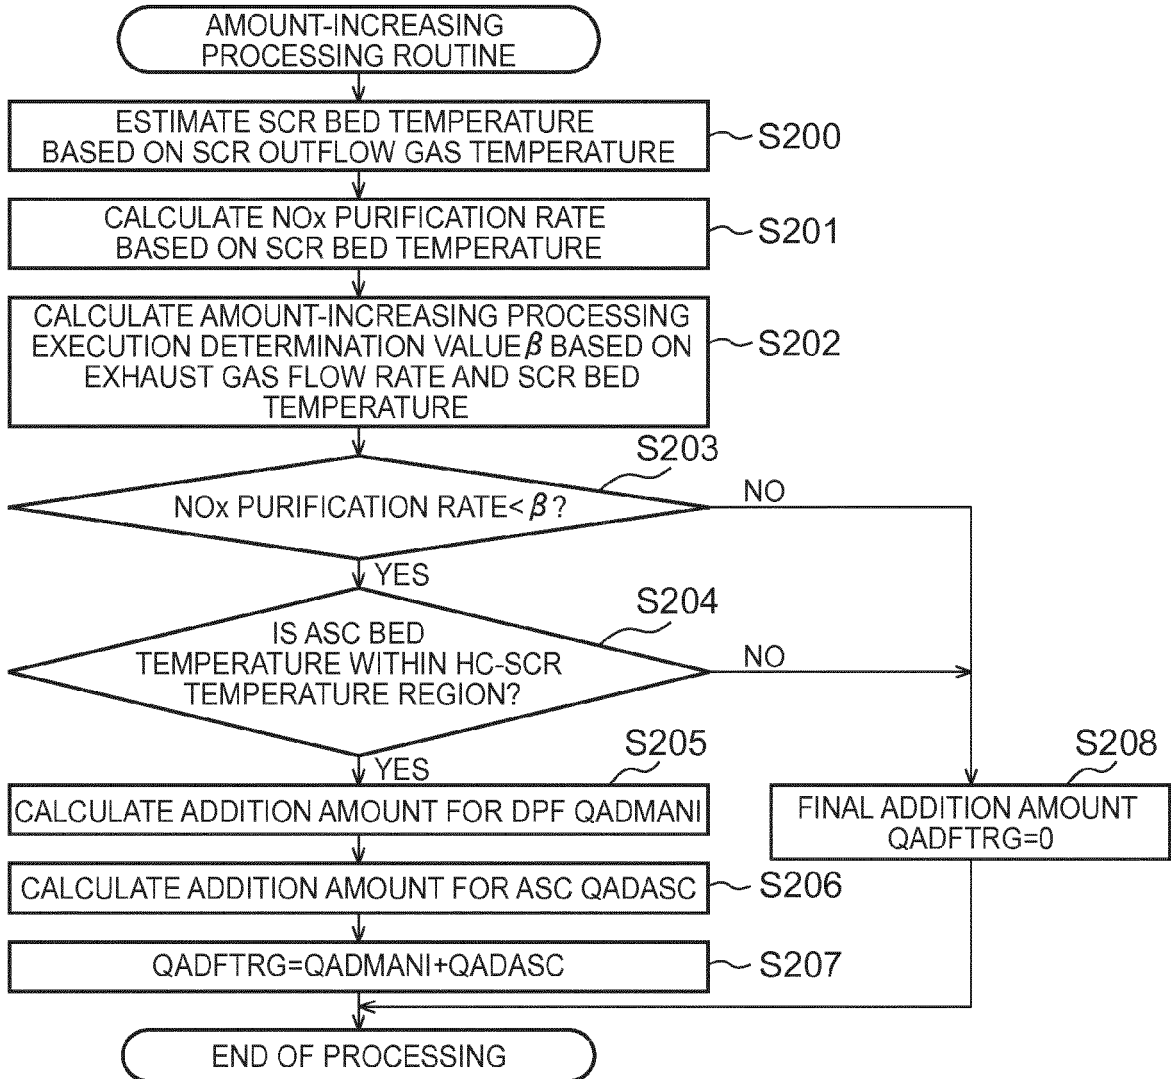 AMOUNT-INCREASING
PROCESSING ROUTINE
ESTIMATE SCR BED TEMPERATURE
BASED ON SCR OUTFLOW GAS TEMPERATURE
S200
CALCULATE NOx PURIFICATION RATE
BASED ON SCR BED TEMPERATURE
S201
CALCULATE AMOUNT-INCREASING PROCESSING
EXECUTION DETERMINATION VALUE β BASED ON
EXHAUST GAS FLOW RATE AND SCR BED
TEMPERATURE
S202
S203
NOx PURIFICATION RATE< β ?
NO
YES
S204
IS ASC BED
TEMPERATURE WITHIN HC-SCR
TEMPERATURE REGION?
NO
YES
S205
CALCULATE ADDITION AMOUNT FOR DPF QADMANI
S208
FINAL ADDITION AMOUNT
QADFTRG=0
CALCULATE ADDITION AMOUNT FOR ASC QADASC
S206
QADFTRG=QADMANI+QADASC
S207
END OF PROCESSING